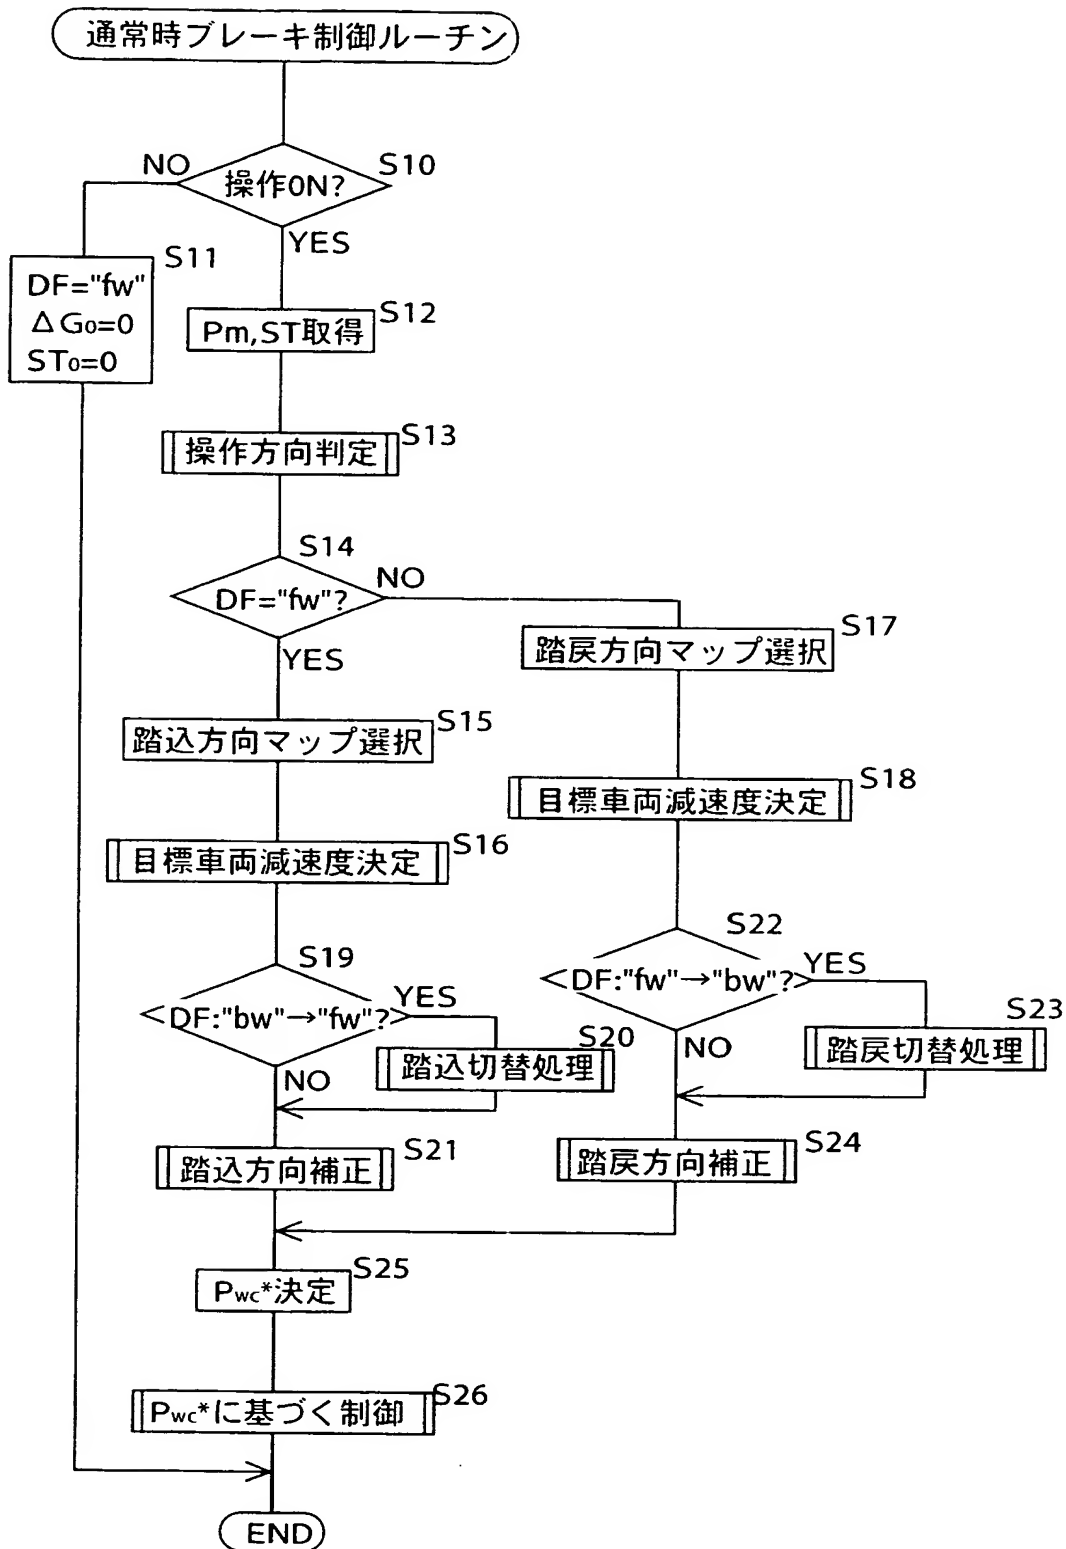 通常時ブレーキ制御ルーチン
NO
S10
操作0N?
YES
S11
DF="fw"
ΔG₀=0
ST₀=0
S12
Pm,ST取得
S13
操作方向判定
S14
DF="fw"?
NO
YES
S17
踏戻方向マップ選択
S15
踏込方向マップ選択
S18
目標車両減速度決定
S16
目標車両減速度決定
S22
DF:"fw"→"bw"?
YES
NO
S19
DF:"bw"→"fw"?
YES
NO
S23
踏戻切替処理
S20
踏込切替処理
S24
踏戻方向補正
S21
踏込方向補正
S25
Pwc*決定
S26
Pwc*に基づく制御
END